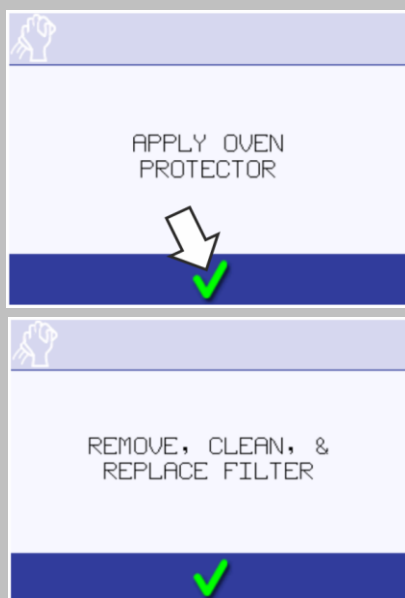 APPLY OVEN
PROTECTOR
REMOVE, CLEAN, &
REPLACE FILTER